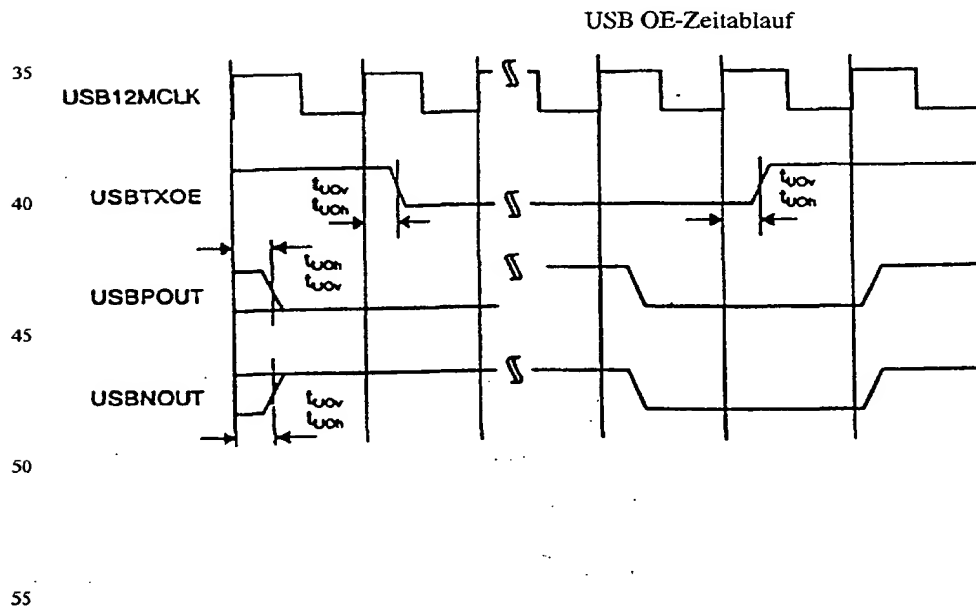 USB OE-Zeitablauf
35
USB12MCLK
tUOv
tUOh
USBTXOE
tUOv
tUOh
40
tUOh
tUOv
USBPOUT
45
USBNOUT
tUOv
tUOh
50
55